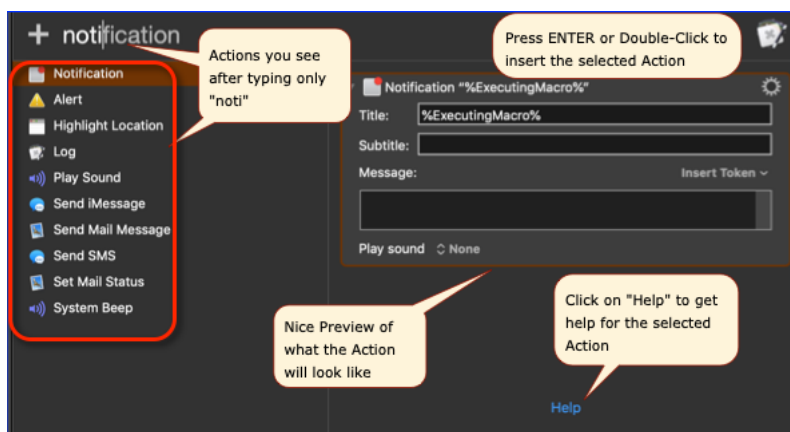 notification
Actions you see
after typing only
"noti"
Press ENTER or Double-Click to
insert the selected Action
Notification
Alert
Highlight Location
Log
Play Sound
Send iMessage
Send Mail Message
Send SMS
Set Mail Status
System Beep
Notification "%ExecutingMacro%"
Title: %ExecutingMacro%
Subtitle:
Message: Insert Token
Play sound None
Nice Preview of
what the Action
will look like
Click on "Help" to get
help for the selected
Action
Help